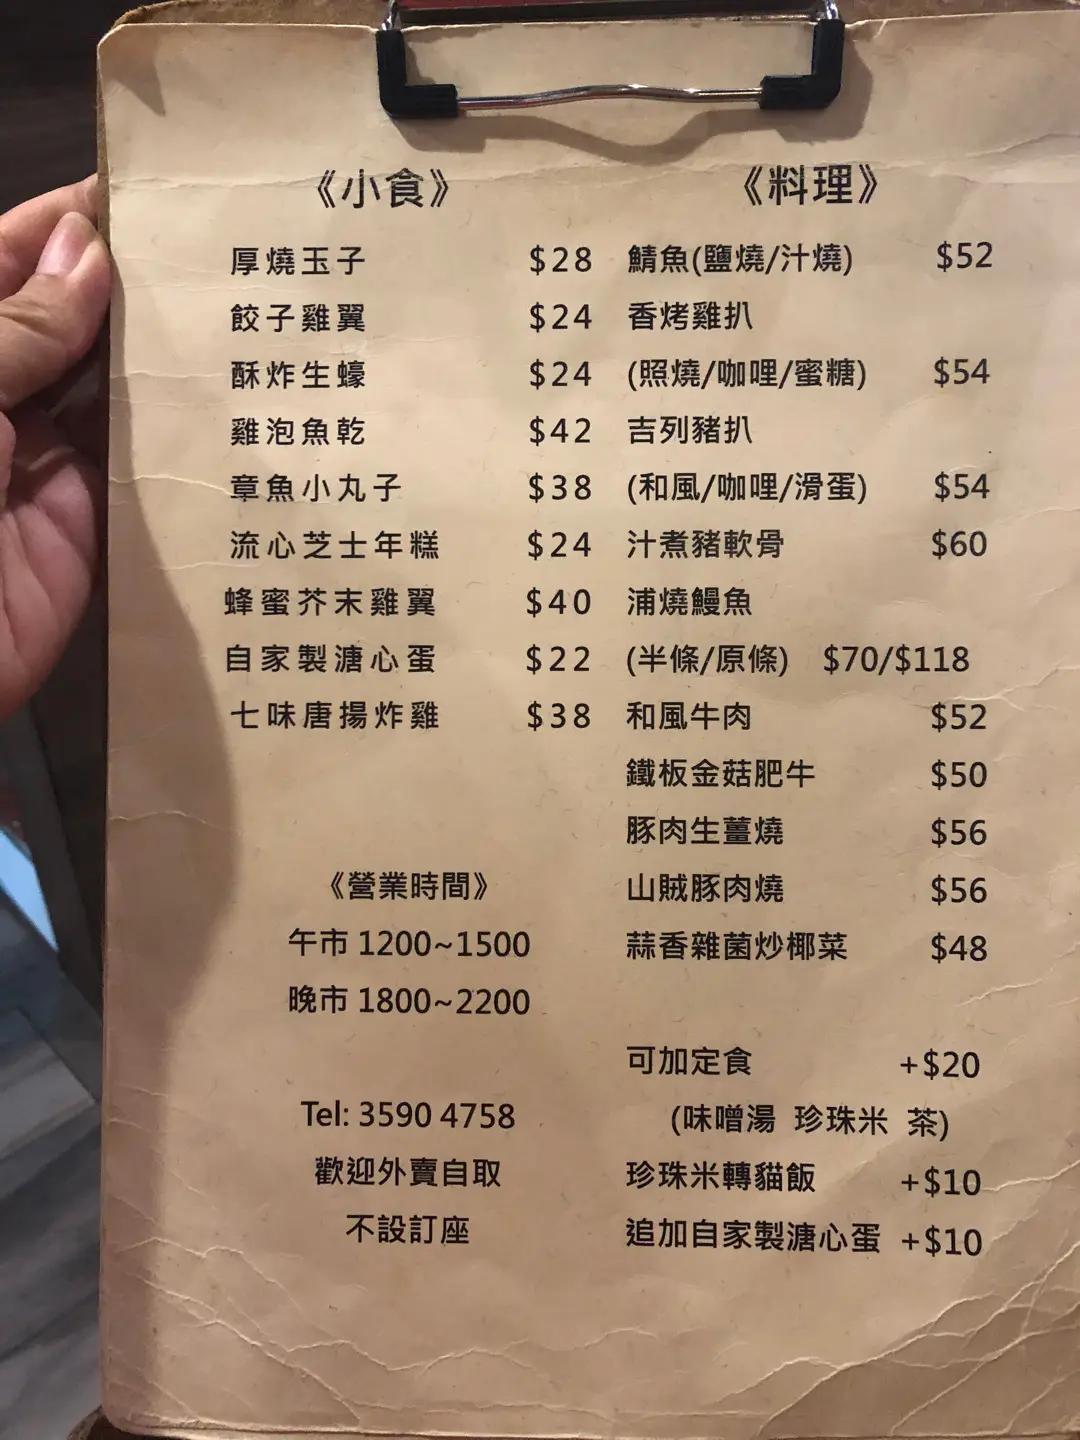 《小食》
厚燒玉子 $28
餃子雞翼 $24
酥炸生蠔 $24
雞泡魚乾 $42
章魚小丸子 $38
流心芝士年糕 $24
蜂蜜芥末雞翼 $40
自家製溏心蛋 $22
七味唐揚炸雞 $38
《營業時間》
午市 1200~1500
晚市 1800~2200
Tel: 3590 4758
歡迎外賣自取
不設訂座
《料理》
鯖魚(鹽燒/汁燒) $52
香烤雞扒
(照燒/咖哩/蜜糖) $54
吉列豬扒
(和風/咖哩/滑蛋) $54
汁煮豬軟骨 $60
浦燒鰻魚
(半條/原條) $70/$118
和風牛肉 $52
鐵板金菇肥牛 $50
豚肉生薑燒 $56
山賊豚肉燒 $56
蒜香雜菌炒椰菜 $48
可加定食 +$20
(味噌湯 珍珠米 茶)
珍珠米轉貓飯 +$10
追加自家製溏心蛋 +$10